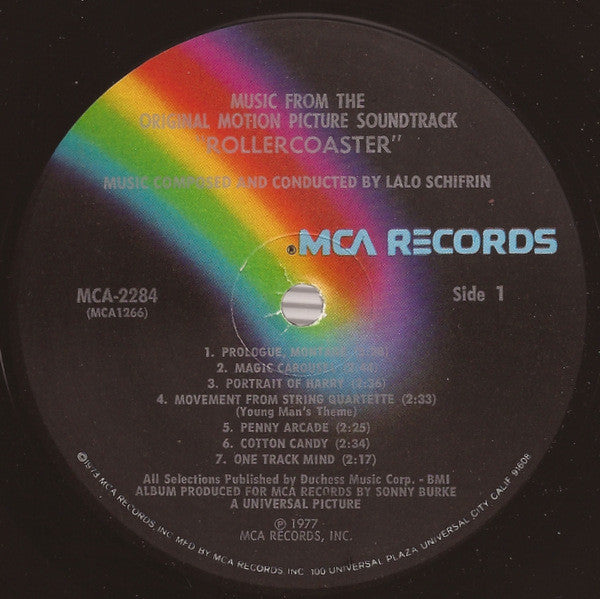 MUSIC FROM THE
ORIGINAL MOTION PICTURE SOUNDTRACK
"ROLLERCOASTER"
MUSIC COMPOSED AND CONDUCTED BY LALO SCHIFRIN
® MCA RECORDS
MCA-2284
(MCA1266)
Side 1
1. PROLOGUE, MONTAGE
2. MAGIC CAROUSEL
3. PORTRAIT OF HARRY (2:36)
4. MOVEMENT FROM STRING QUARTETTE (2:33)
(Young Man's Theme)
5. PENNY ARCADE (2:25)
6. COTTON CANDY (2:34)
7. ONE TRACK MIND (2:17)
All Selections Published by Duchess Music Corp. - BMI
ALBUM PRODUCED FOR MCA RECORDS BY SONNY BURKE
A UNIVERSAL PICTURE
℗ 1977
MCA RECORDS, INC.
©1973 MCA RECORDS, INC. MFD BY MCA RECORDS INC. 100 UNIVERSAL PLAZA UNIVERSAL CITY, CALIF. 91608